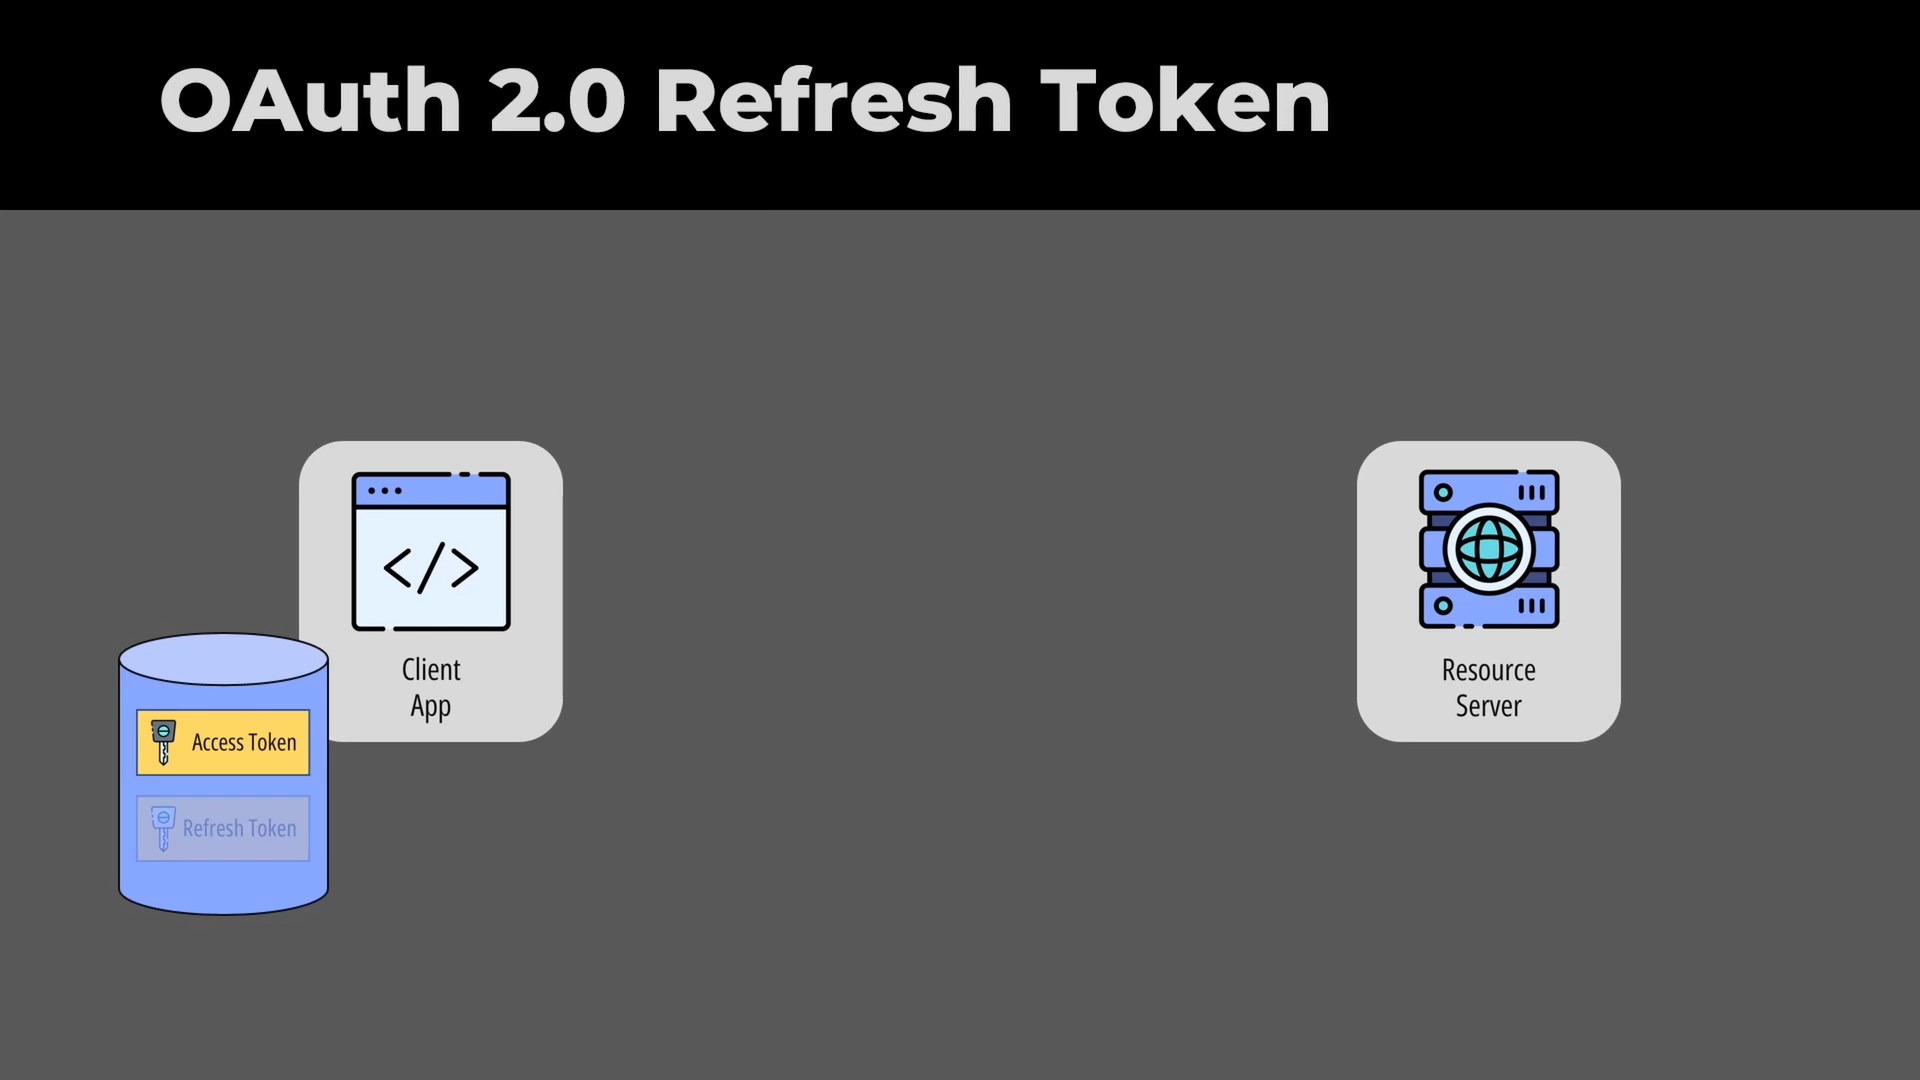 OAuth 2.0 Refresh Token
Client
App
Resource
Server
Access Token
Refresh Token